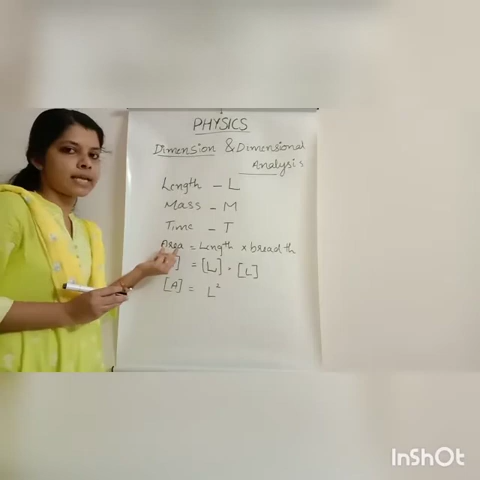 PHYSICS
Dimension & Dimensional
Analysis
Length - L
Mass - M
Time - T
Area = Length x breadth
] = [L] · [L]
[A] = L²
InShOt